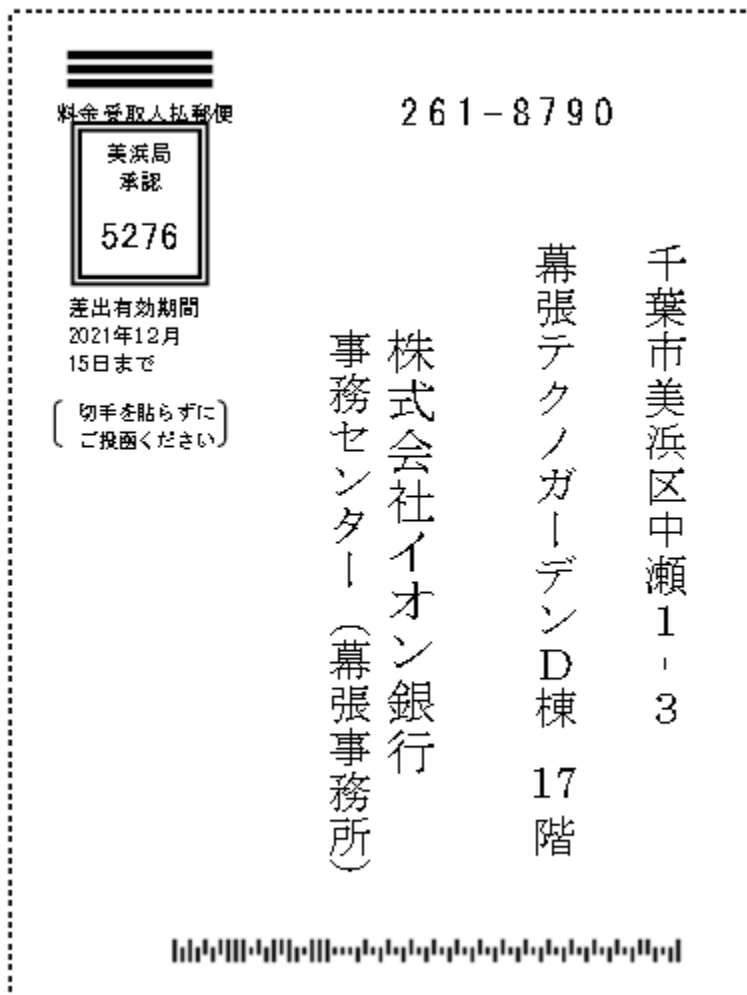 料金受取人払郵便
美浜局
承認
5276
差出有効期間
2021年12月
15日まで
切手を貼らずに
ご投函ください
261-8790
千葉市美浜区中瀬1-3
幕張テクノガーデンD棟 17階
株式会社イオン銀行
事務センター（幕張事務所）